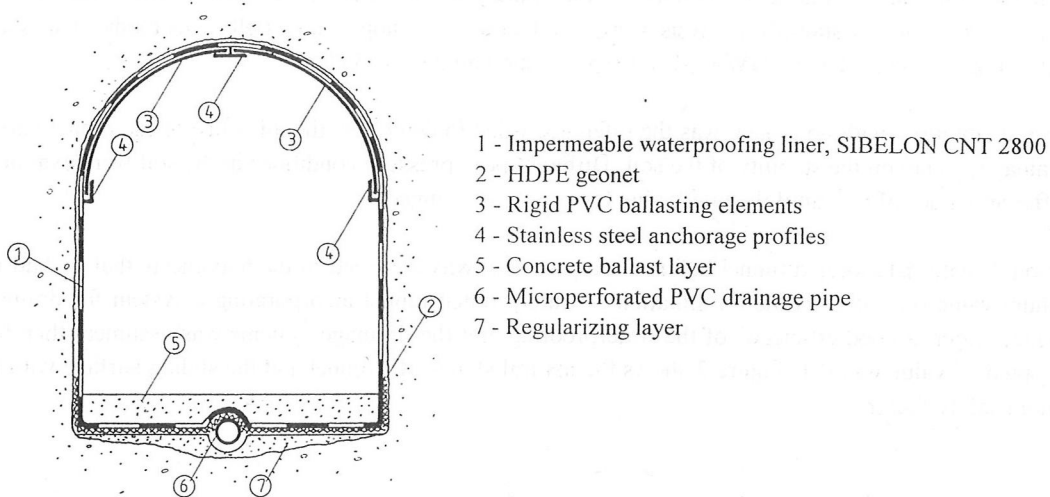 3
4
3
4
4
1
2
5
6
7
1 - Impermeable waterproofing liner, SIBELON CNT 2800
2 - HDPE geonet
3 - Rigid PVC ballasting elements
4 - Stainless steel anchorage profiles
5 - Concrete ballast layer
6 - Microperforated PVC drainage pipe
7 - Regularizing layer